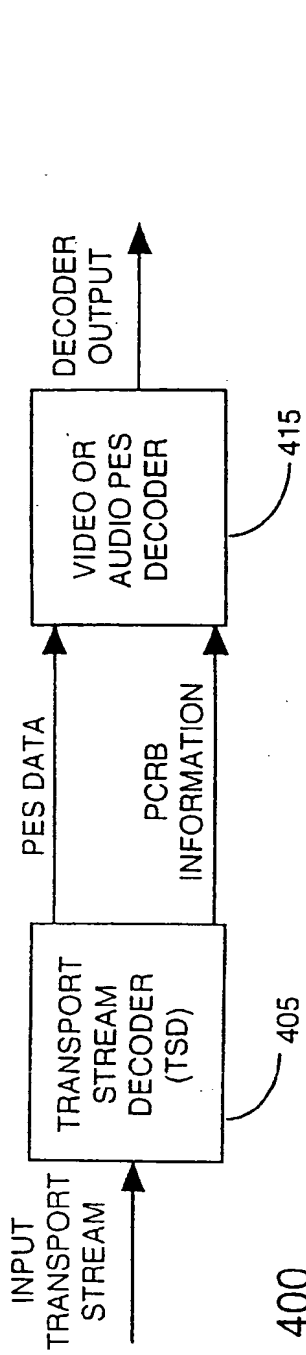 INPUT
TRANSPORT
STREAM
TRANSPORT
STREAM
DECODER
(TSD)
405
PES DATA
PCRB
INFORMATION
VIDEO OR
AUDIO PES
DECODER
415
DECODER
OUTPUT
400